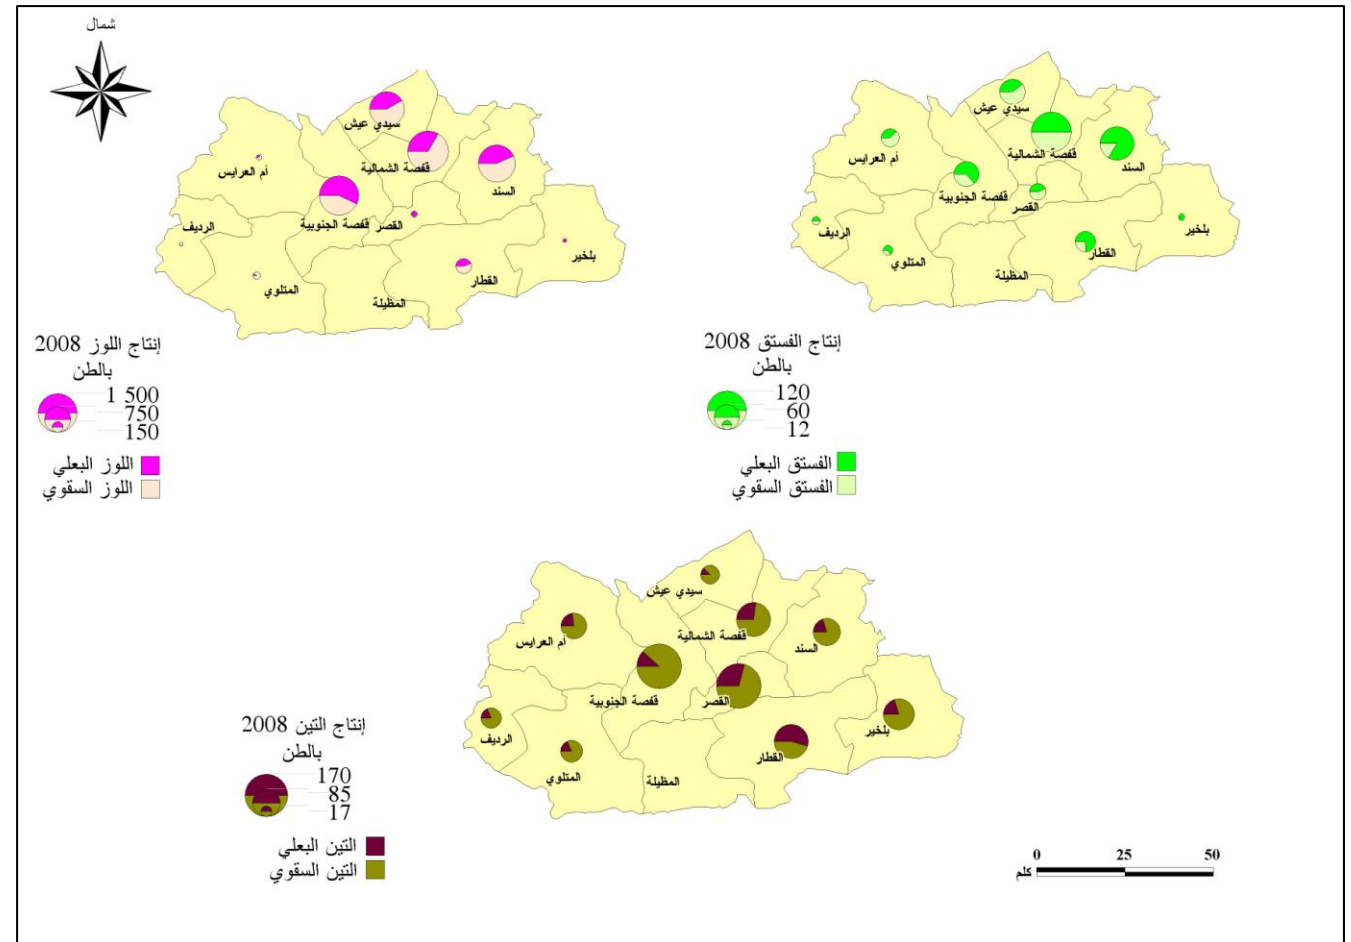 شمال
سيدي عيش
قفصة الشمالية
السند
أم العرايس
قفصة الجنوبية
القصر
الرديف
المتلوي
المظيلة
القطار
بلخير
إنتاج اللوز 2008
بالطن
1 500
750
150
اللوز البعلي
اللوز السقوي
سيدي عيش
قفصة الشمالية
السند
أم العرايس
قفصة الجنوبية
القصر
الرديف
المتلوي
المظيلة
القطار
بلخير
إنتاج الفستق 2008
بالطن
120
60
12
الفستق البعلي
الفستق السقوي
سيدي عيش
قفصة الشمالية
السند
أم العرايس
قفصة الجنوبية
القصر
الرديف
المتلوي
المظيلة
القطار
بلخير
إنتاج التين 2008
بالطن
170
85
17
التين البعلي
التين السقوي
0 25 50
كلم